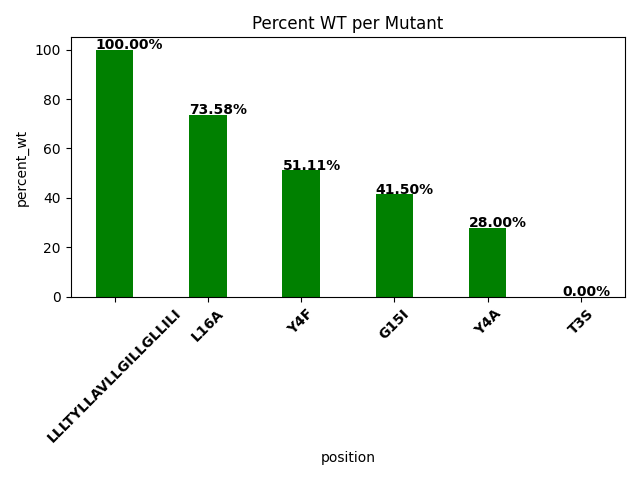 Percent WT per Mutant
percent_wt
100
80
60
40
20
0
100.00%
73.58%
51.11%
41.50%
28.00%
0.00%
LLLTYLLAVLLGILLGLLILI
L16A
Y4F
G15I
Y4A
T3S
position